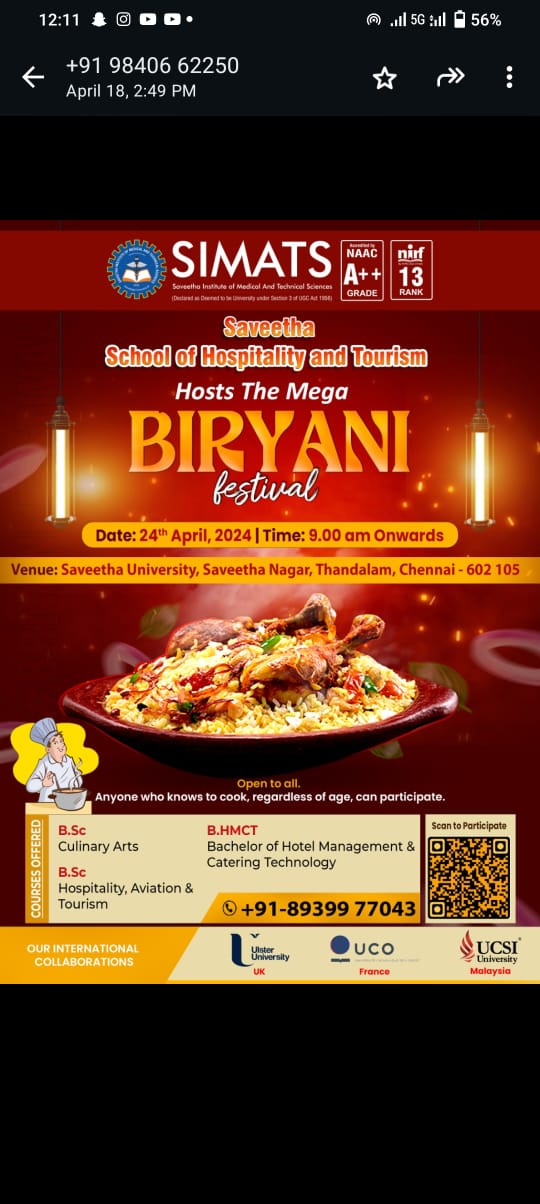 12:11
5G
56%
+91 98406 62250
April 18, 2:49 PM
SIMATS
Saveetha Institute of Medical And Technical Sciences
(Declared as Deemed to be University under Section 3 of UGC Act 1956)
Accredited by
NAAC
A++
GRADE
nirf
13
RANK
Saveetha
School of Hospitality and Tourism
Hosts The Mega
BIRYANI
festival
Date: 24th April, 2024 | Time: 9.00 am Onwards
Venue: Saveetha University, Saveetha Nagar, Thandalam, Chennai - 602 105
Open to all.
Anyone who knows to cook, regardless of age, can participate.
COURSES OFFERED
B.Sc
Culinary Arts
B.Sc
Hospitality, Aviation &
Tourism
B.HMCT
Bachelor of Hotel Management &
Catering Technology
+91-89399 77043
Scan to Participate
OUR INTERNATIONAL
COLLABORATIONS
Ulster
University
UK
UCO
France
UCSI
University
Malaysia